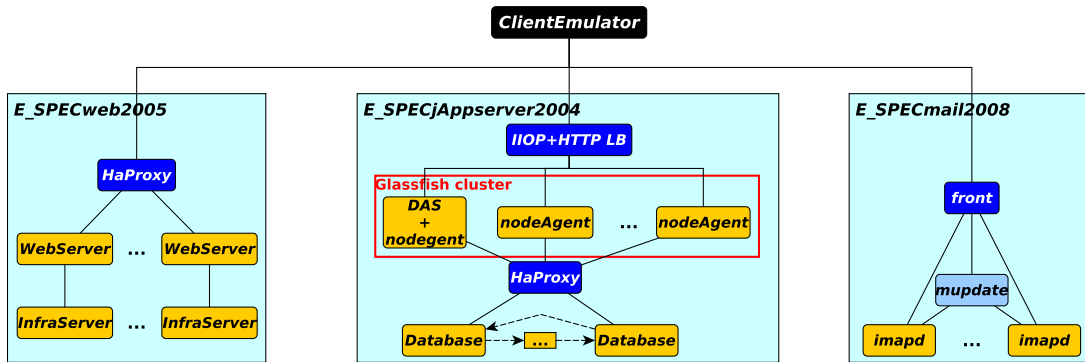 ClientEmulator
E_SPECweb2005
HaProxy
WebServer ... WebServer
InfraServer ... InfraServer
E_SPECjAppserver2004
IIOP+HTTP LB
Glassfish cluster
DAS
+
nodegent
nodeAgent ... nodeAgent
HaProxy
Database ... Database
E_SPECmail2008
front
mupdate
imapd ... imapd